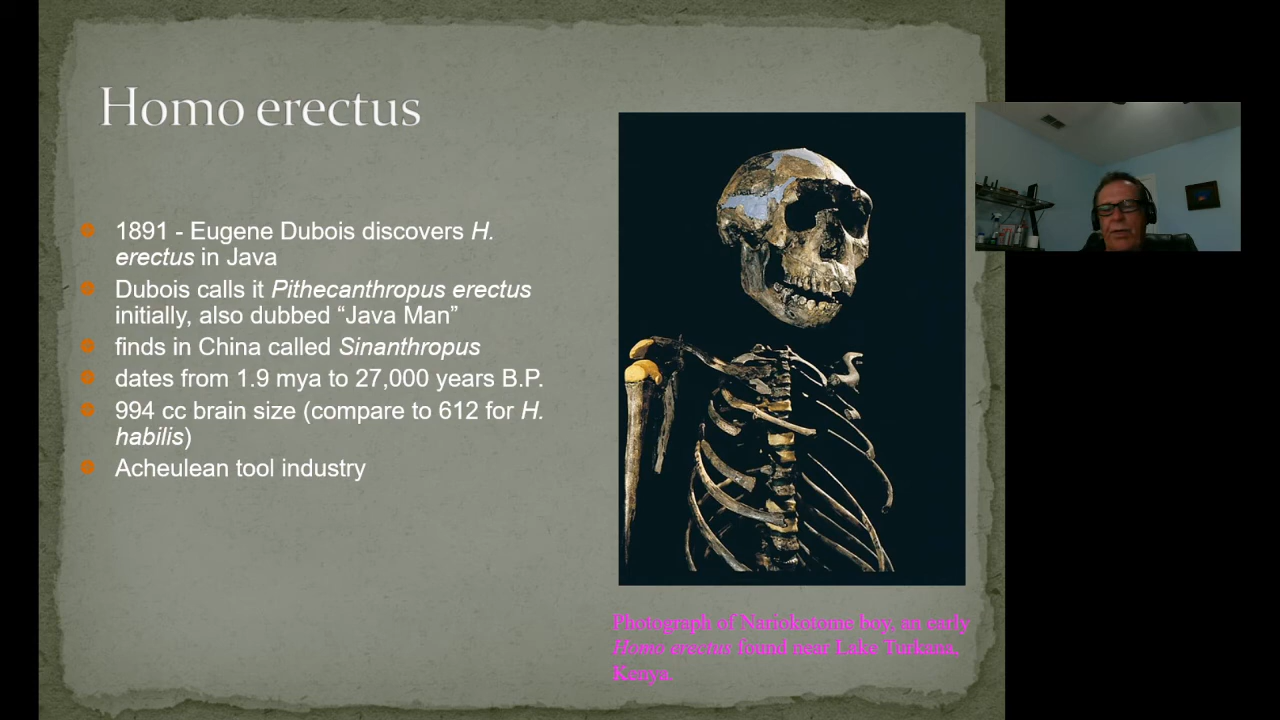 Homo erectus
1891 - Eugene Dubois discovers H.
erectus in Java
Dubois calls it Pithecanthropus erectus
initially, also dubbed “Java Man”
finds in China called Sinanthropus
dates from 1.9 mya to 27,000 years B.P.
994 cc brain size (compare to 612 for H.
habilis)
Acheulean tool industry
Photograph of Nariokotome boy, an early
Homo erectus found near Lake Turkana,
Kenya.